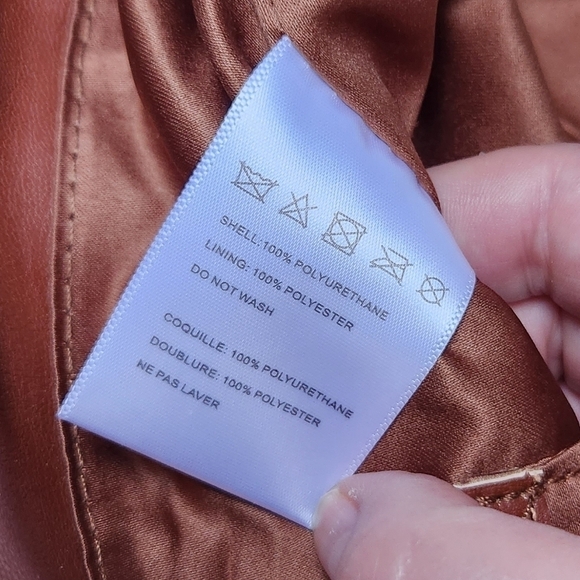 SHELL: 100% POLYURETHANE
LINING: 100% POLYESTER
DO NOT WASH
COQUILLE: 100% POLYURETHANE
DOUBLURE: 100% POLYESTER
NE PAS LAVER